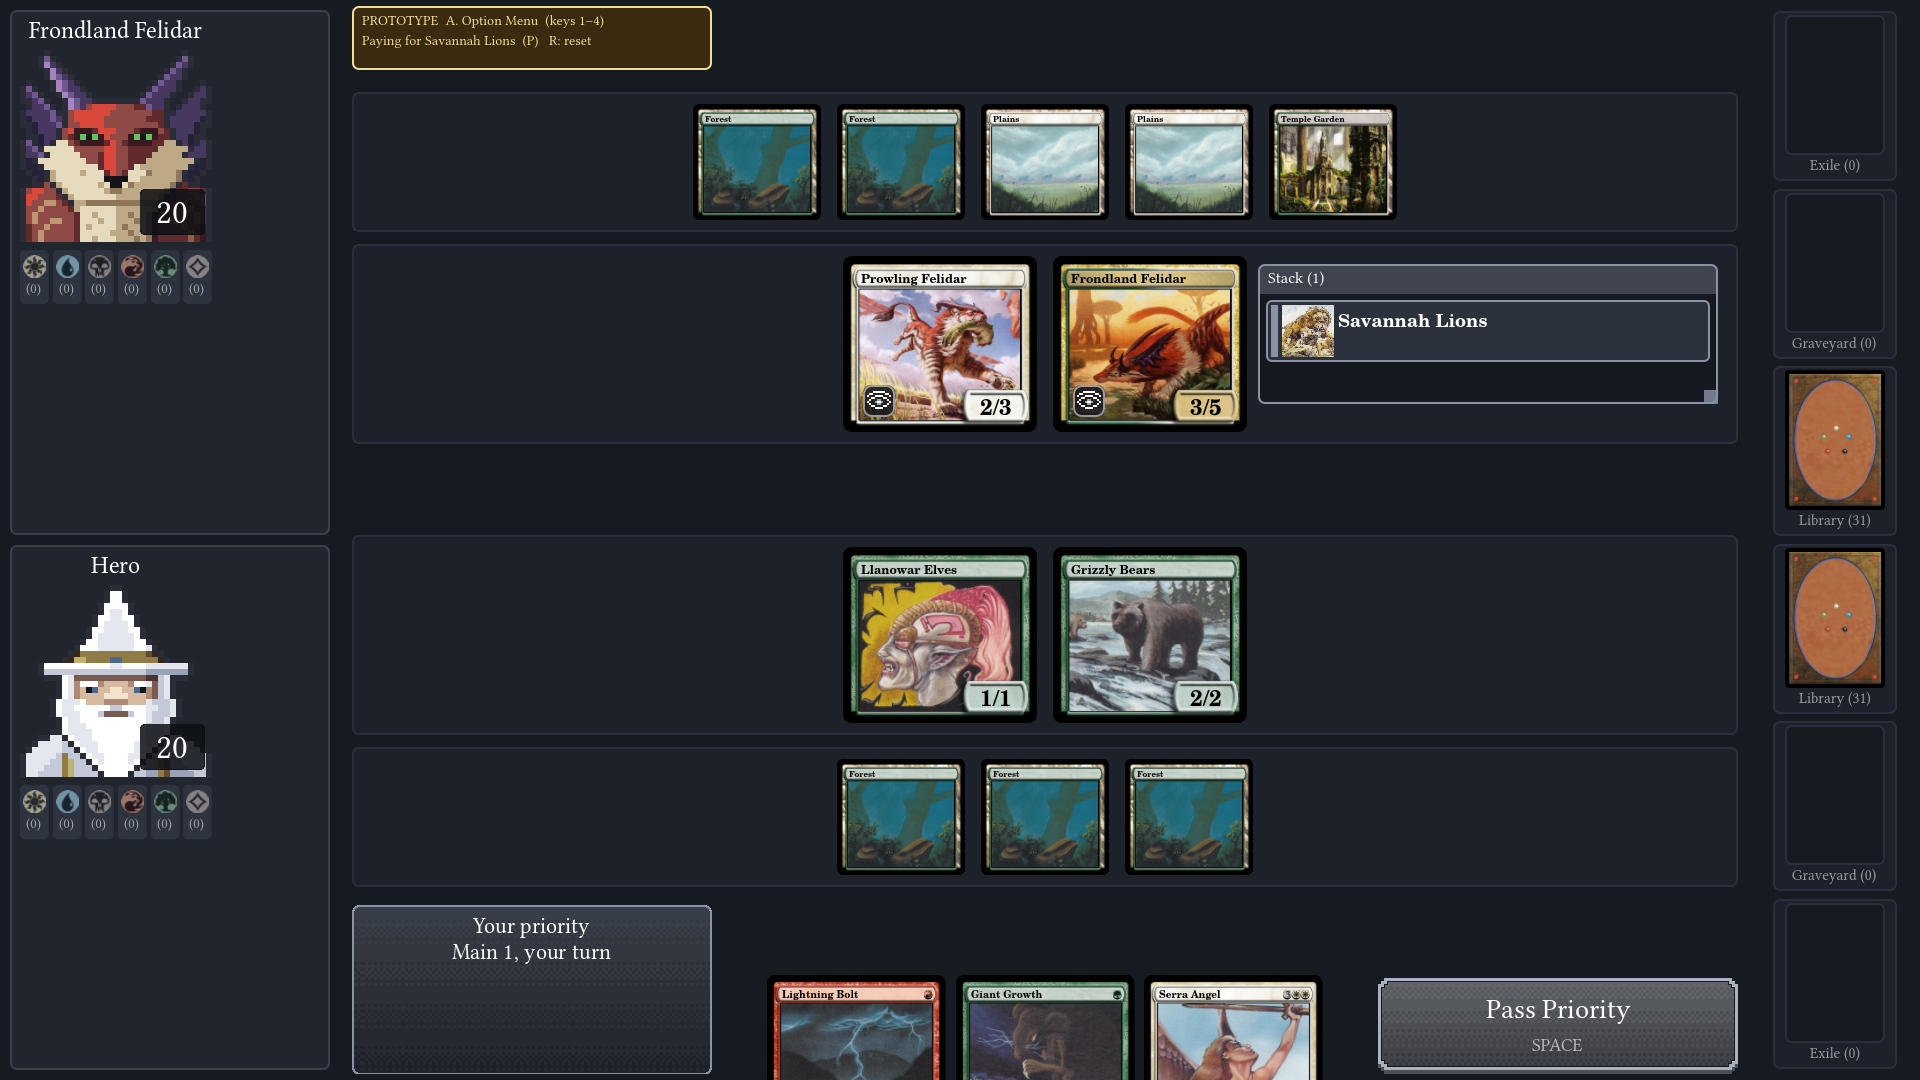 Frondland Felidar
20
(0) (0) (0) (0) (0) (0)
PROTOTYPE A. Option Menu (keys 1–4)
Paying for Savannah Lions (P) R: reset
Forest
Forest
Plains
Plains
Temple Garden
Prowling Felidar
2/3
Frondland Felidar
3/5
Stack (1)
Savannah Lions
Exile (0)
Graveyard (0)
Library (31)
Hero
20
(0) (0) (0) (0) (0) (0)
Llanowar Elves
1/1
Grizzly Bears
2/2
Forest
Forest
Forest
Library (31)
Graveyard (0)
Exile (0)
Your priority
Main 1, your turn
Lightning Bolt
Giant Growth
Serra Angel
3
Pass Priority
SPACE